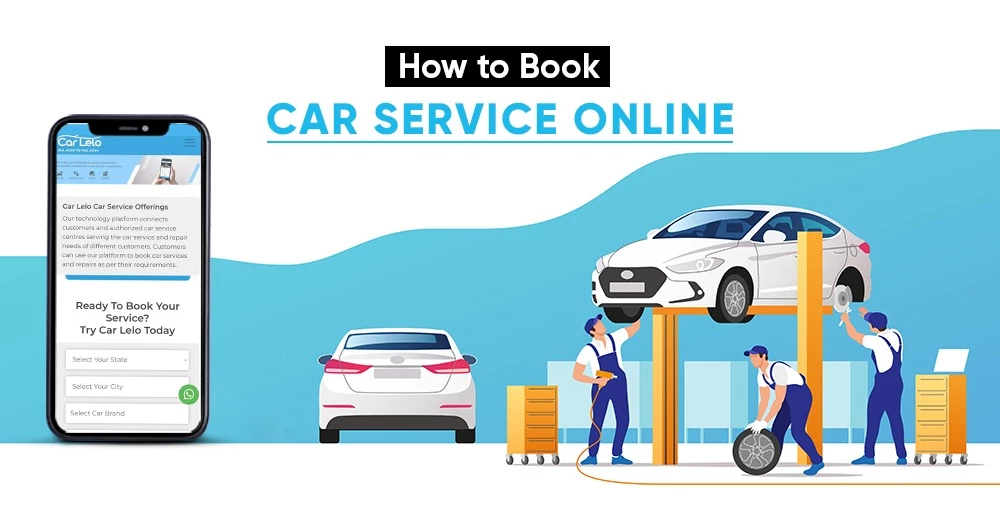 How to Book
CAR SERVICE ONLINE
Car Lelo
Car Lelo Car Service Offerings
Our technology platform connects
customers and authorized car service
centres serving the car service and repair
needs of different customers. Customers
can use our platform to book car services
and repairs as per their requirements.
Ready To Book Your
Service?
Try Car Lelo Today
Select Your State
Select Your City
Select Car Brand